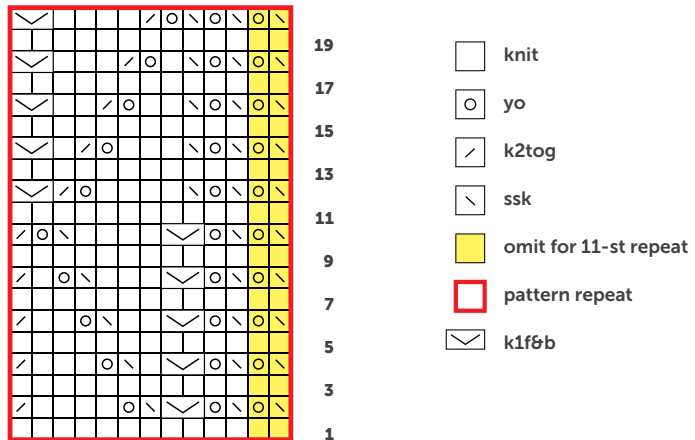 19
17
15
13
11
9
7
5
3
1
knit
yo
k2tog
ssk
omit for 11-st repeat
pattern repeat
k1f&b